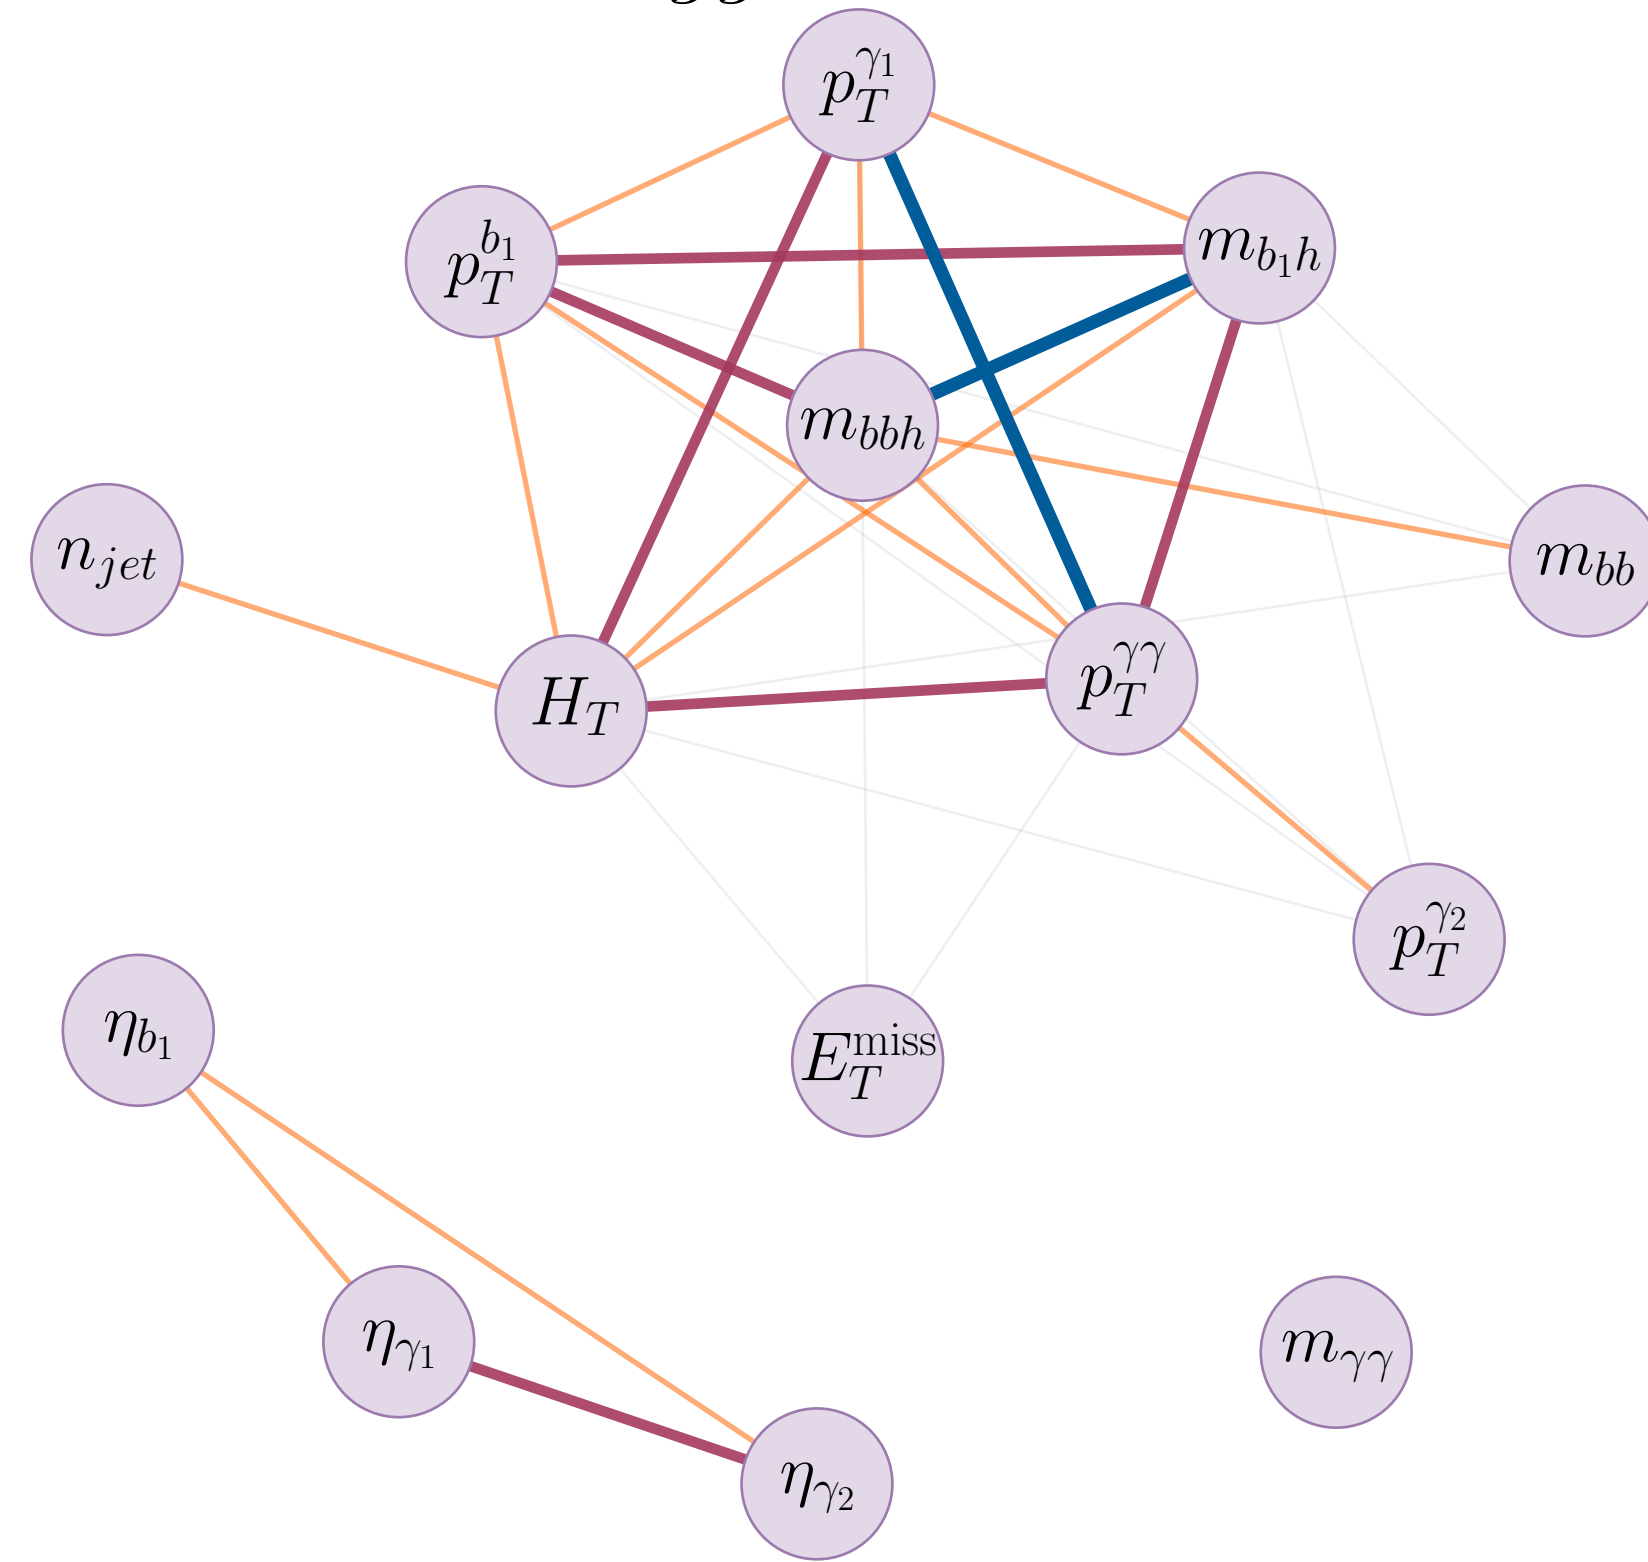 p_T^{γ_1}
p_T^{b_1}
m_{b_1h}
m_{bbh}
n_{jet}
m_{bb}
H_T
p_T^{γγ}
p_T^{γ_2}
η_{b_1}
E_T^{miss}
η_{γ_1}
m_{γγ}
η_{γ_2}